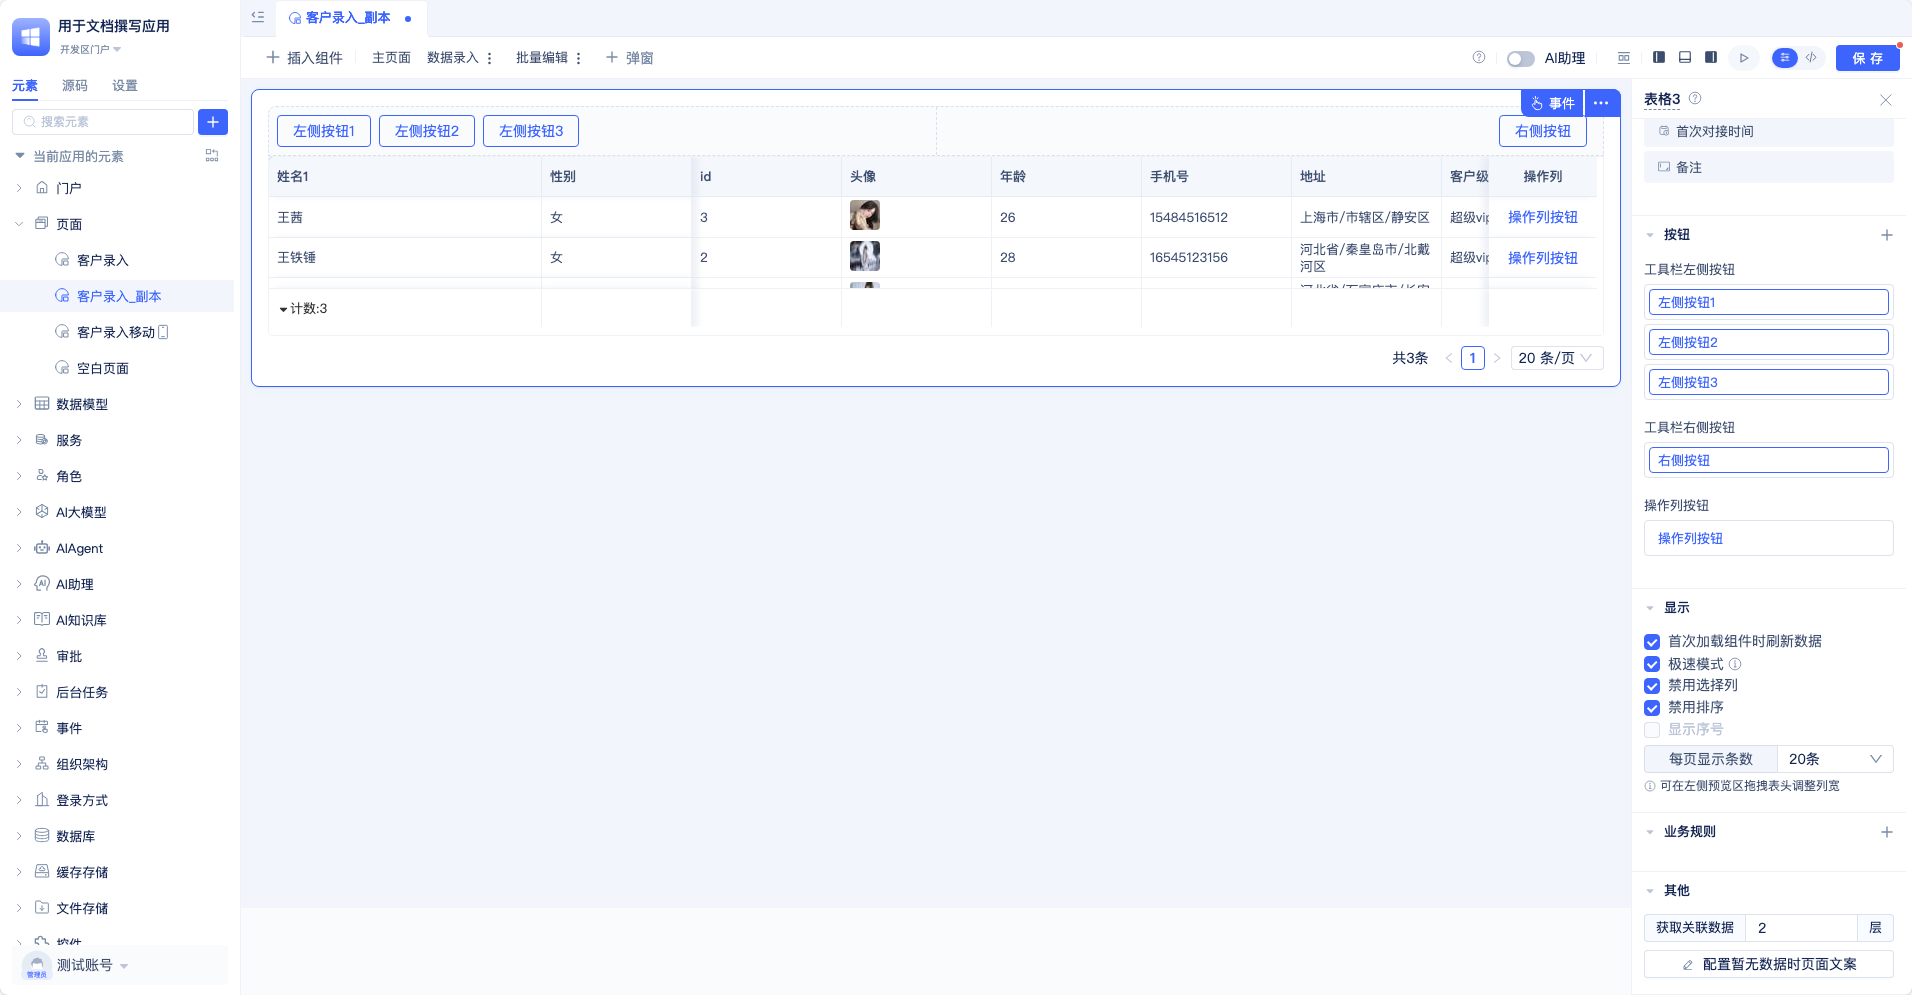 用于文档撰写应用
开发区门户
元素 源码 设置
搜索元素
当前应用的元素
门户
页面
客户录入
客户录入_副本
客户录入移动
空白页面
数据模型
服务
角色
AI大模型
AIAgent
AI助理
AI知识库
审批
后台任务
事件
组织架构
登录方式
数据库
缓存存储
文件存储
控件
管理员
测试账号
客户录入_副本
插入组件 主页面 数据录入 批量编辑 弹窗
AI助理
保 存
事件
左侧按钮1 左侧按钮2 左侧按钮3 右侧按钮
姓名1 性别 id 头像 年龄 手机号 地址 客户级 操作列
王茜 女 3 26 15484516512 上海市/市辖区/静安区 超级vip 操作列按钮
王铁锤 女 2 28 16545123156 河北省/秦皇岛市/北戴河区 超级vip 操作列按钮
河北省/石家庄市/长安
计数:3
共3条 1 20 条/页
表格3
首次对接时间
备注
按钮
工具栏左侧按钮
左侧按钮1
左侧按钮2
左侧按钮3
工具栏右侧按钮
右侧按钮
操作列按钮
操作列按钮
显示
首次加载组件时刷新数据
极速模式
禁用选择列
禁用排序
显示序号
每页显示条数 20条
可在左侧预览区拖拽表头调整列宽
业务规则
其他
获取关联数据 2 层
配置暂无数据时页面文案